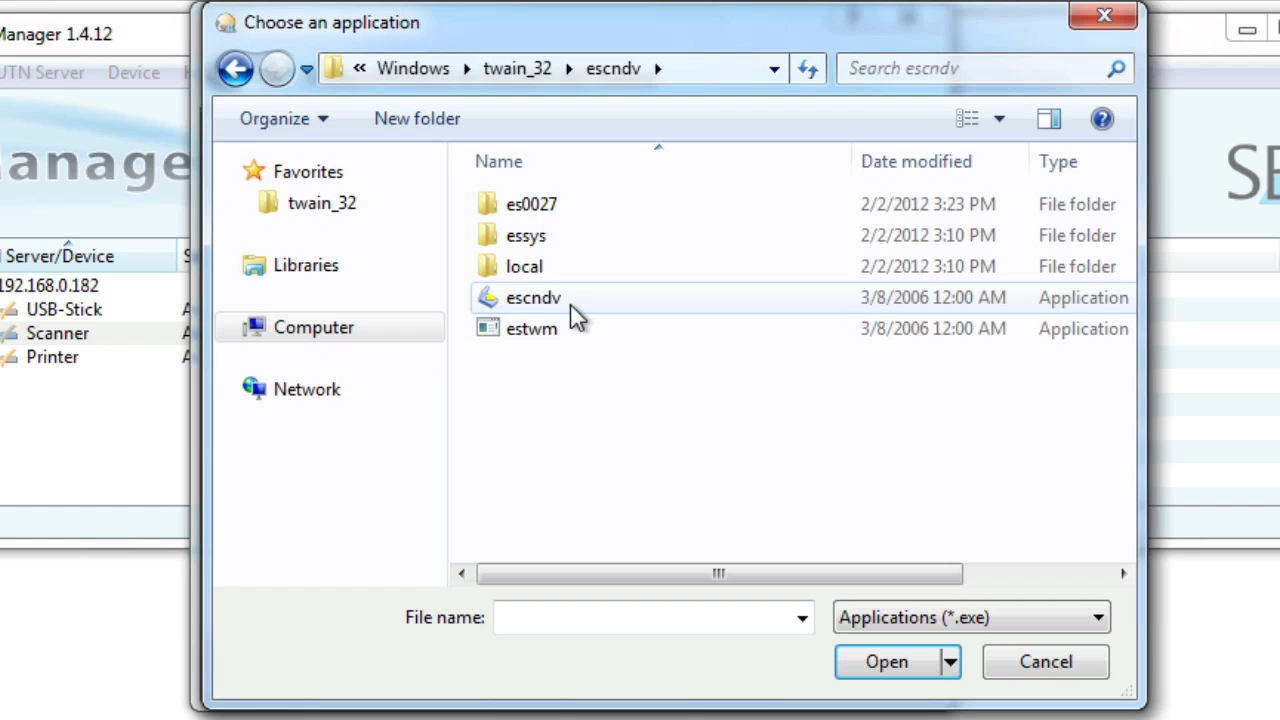 Manager 1.4.12
Choose an application
UTN Server Device
« Windows twain_32 escndv
Search escndv
Organize New folder
anage
SE
Name Date modified Type
Favorites
twain_32
Libraries
Computer
Network
es0027 2/2/2012 3:23 PM File folder
essys 2/2/2012 3:10 PM File folder
local 2/2/2012 3:10 PM File folder
escndv 3/8/2006 12:00 AM Application
estwm 3/8/2006 12:00 AM Application
Server/Device S
192.168.0.182
USB-Stick A
Scanner A
Printer A
File name: Applications (*.exe)
Open Cancel